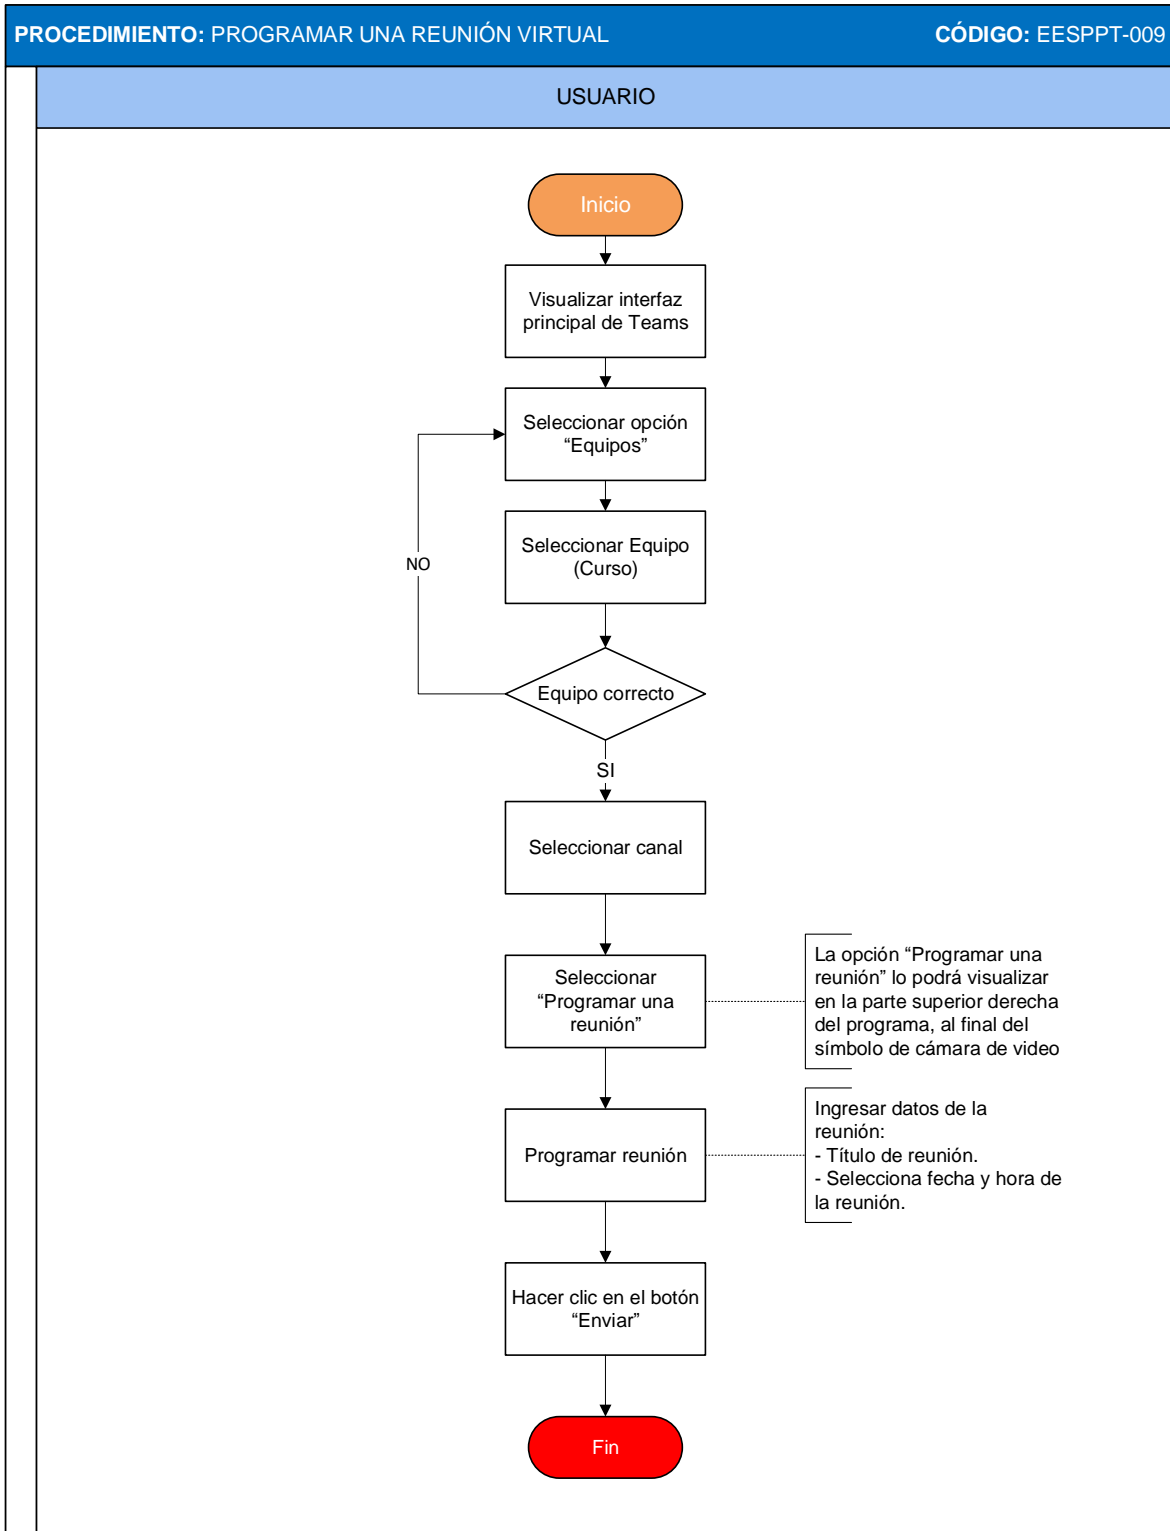 PROCEDIMIENTO: PROGRAMAR UNA REUNIÓN VIRTUAL CÓDIGO: EESPPT-009
USUARIO
Inicio
Visualizar interfaz
principal de Teams
Seleccionar opción
“Equipos”
Seleccionar Equipo
(Curso)
NO
Equipo correcto
SI
Seleccionar canal
Seleccionar
“Programar una
reunión”
La opción “Programar una
reunión” lo podrá visualizar
en la parte superior derecha
del programa, al final del
símbolo de cámara de video
Programar reunión
Ingresar datos de la
reunión:
- Título de reunión.
- Selecciona fecha y hora de
la reunión.
Hacer clic en el botón
“Enviar”
Fin